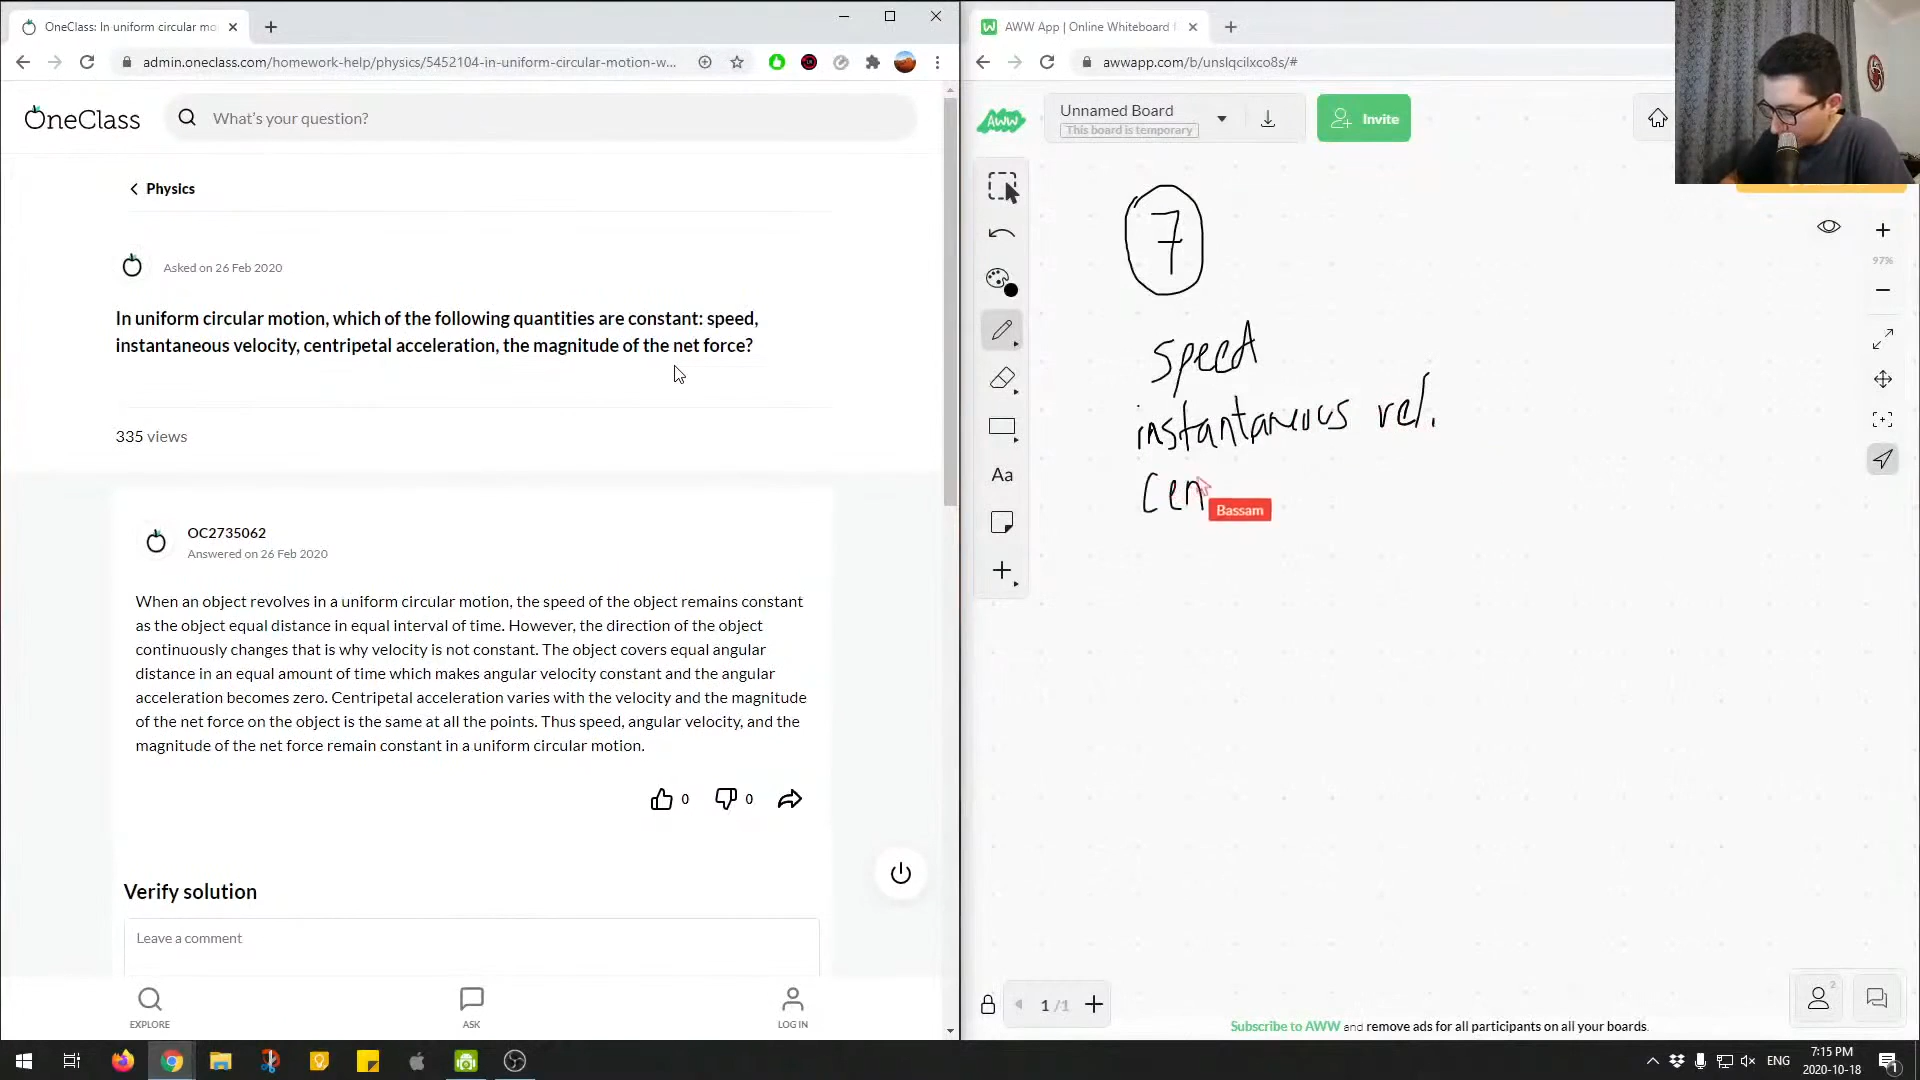 OneClass: In uniform circular mo
AWW App | Online Whiteboard
admin.oneclass.com/homework-help/physics/5452104-in-uniform-circular-motion-w...
awwapp.com/b/unslqcilxco8s/#
OneClass
What's your question?
AWW
Unnamed Board
This board is temporary
Invite
Physics
Asked on 26 Feb 2020
In uniform circular motion, which of the following quantities are constant: speed,
instantaneous velocity, centripetal acceleration, the magnitude of the net force?
335 views
OC2735062
Answered on 26 Feb 2020
When an object revolves in a uniform circular motion, the speed of the object remains constant
as the object equal distance in equal interval of time. However, the direction of the object
continuously changes that is why velocity is not constant. The object covers equal angular
distance in an equal amount of time which makes angular velocity constant and the angular
acceleration becomes zero. Centripetal acceleration varies with the velocity and the magnitude
of the net force on the object is the same at all the points. Thus speed, angular velocity, and the
magnitude of the net force remain constant in a uniform circular motion.
0
0
Verify solution
Leave a comment
EXPLORE
ASK
LOG IN
7
speed
instantaneous vel.
Cen
Bassam
Aa
97%
1 /1
2
Subscribe to AWW and remove ads for all participants on all your boards.
ENG
7:15 PM
2020-10-18
1